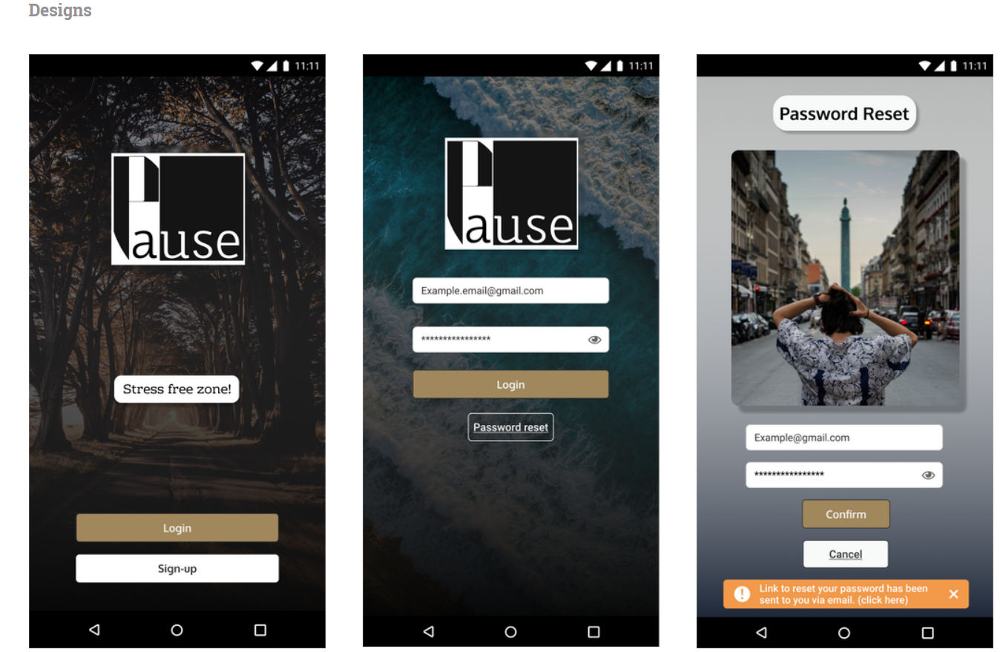 Designs
11:11
Pause
Stress free zone!
Login
Sign-up
11:11
Pause
Example.email@gmail.com
****************
Login
Password reset
11:11
Password Reset
Example@gmail.com
****************
Confirm
Cancel
Link to reset your password has been
sent to you via email. (click here)